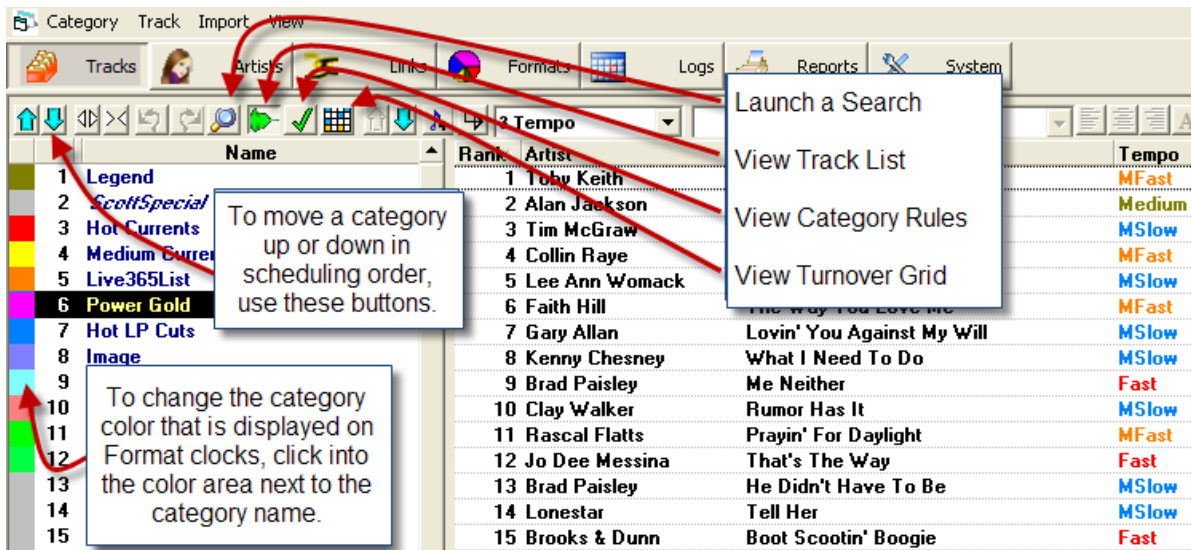 Category Track Import View
Tracks Artists Links Formats Logs Reports System
3 Tempo
Name
Rank Artist Tempo
1 Legend
2 ScottSpecial
3 Hot Currents
4 Medium
5 Live365List
6 Power Gold
7 Hot LP Cuts
8 Image
9
10
11
12
13
14
15
1 Toby Keith MFast
2 Alan Jackson Medium
3 Tim McGraw MSlow
4 Collin Raye MFast
5 Lee Ann Womack MSlow
6 Faith Hill The Way You Love Me MFast
7 Gary Allan Lovin' You Against My Will MSlow
8 Kenny Chesney What I Need To Do MSlow
9 Brad Paisley Me Neither Fast
10 Clay Walker Rumor Has It MSlow
11 Rascal Flatts Prayin' For Daylight MFast
12 Jo Dee Messina That's The Way Fast
13 Brad Paisley He Didn't Have To Be MSlow
14 Lonestar Tell Her MSlow
15 Brooks & Dunn Boot Scootin' Boogie Fast
To move a category
up or down in
scheduling order,
use these buttons.
To change the category
color that is displayed on
Format clocks, click into
the color area next to the
category name.
Launch a Search
View Track List
View Category Rules
View Turnover Grid